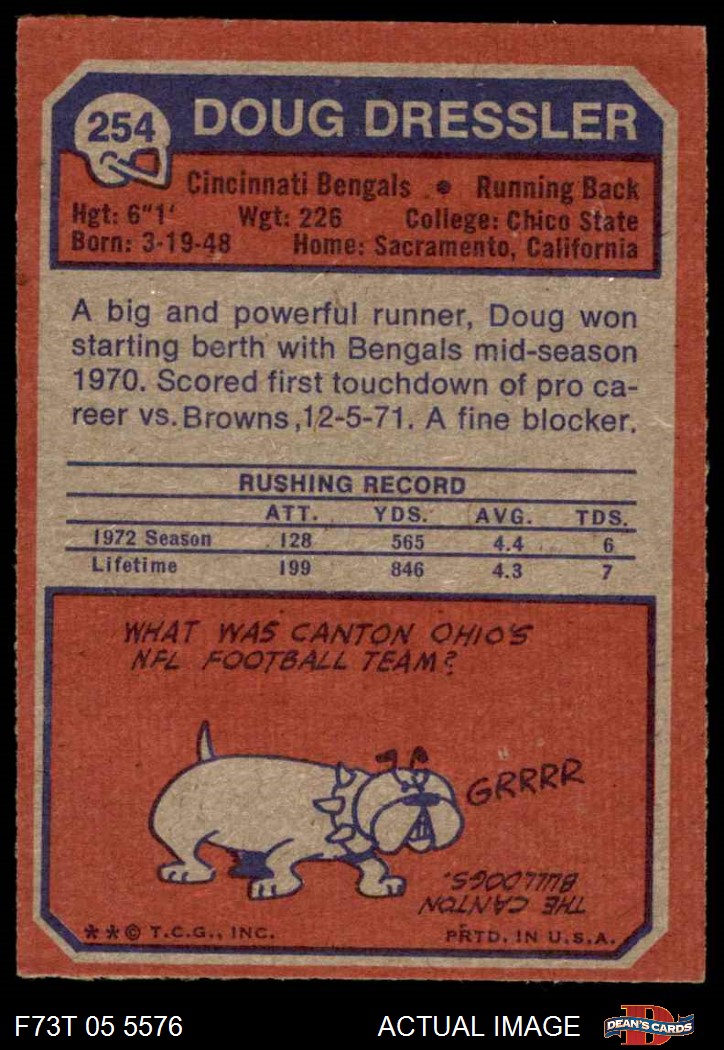 254
DOUG DRESSLER
Cincinnati Bengals • Running Back
Hgt: 6"1' Wgt: 226 College: Chico State
Born: 3-19-48 Home: Sacramento, California
A big and powerful runner, Doug won
starting berth with Bengals mid-season
1970. Scored first touchdown of pro ca-
reer vs. Browns, 12-5-71. A fine blocker.
RUSHING RECORD
ATT. YDS. AVG. TDS.
1972 Season 128 565 4.4 6
Lifetime 199 846 4.3 7
WHAT WAS CANTON OHIO'S
NFL FOOTBALL TEAM?
GRRRR
THE CANTON
BULLDOGS.
**© T.C.G., INC. PRTD. IN U.S.A.
F73T 05 5576 ACTUAL IMAGE
D
DEAN'S CARDS